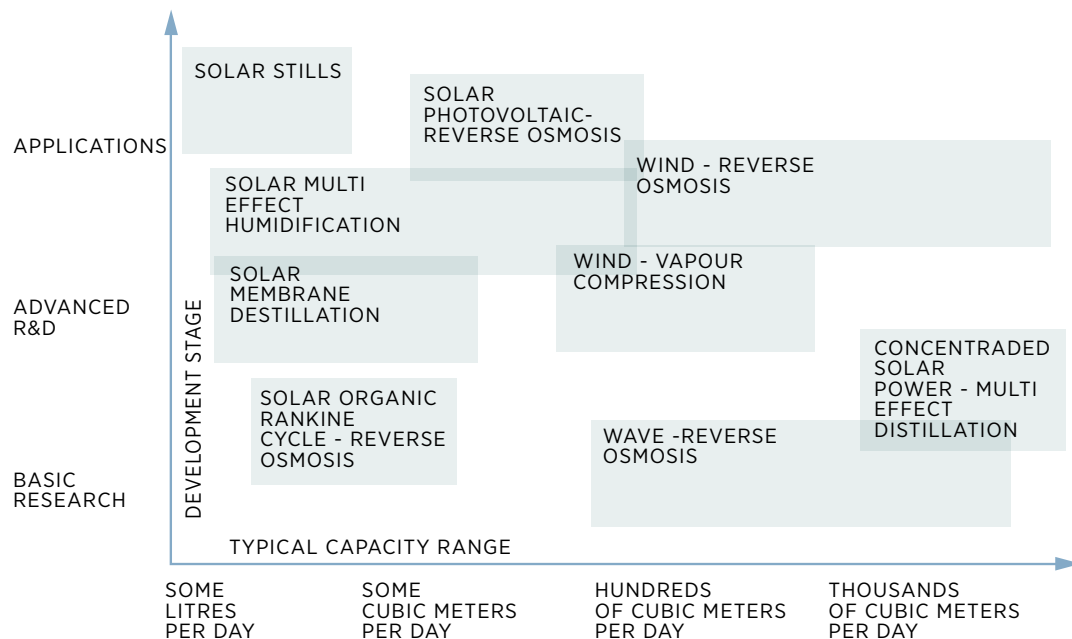 SOLAR STILLS
SOLAR
PHOTOVOLTAIC-
REVERSE OSMOSIS
APPLICATIONS
WIND - REVERSE
OSMOSIS
SOLAR MULTI
EFFECT
HUMIDIFICATION
WIND - VAPOUR
COMPRESSION
SOLAR
MEMBRANE
DESTILLATION
ADVANCED
R&D
DEVELOPMENT STAGE
CONCENTRADED
SOLAR
POWER - MULTI
EFFECT
DISTILLATION
SOLAR ORGANIC
RANKINE
CYCLE - REVERSE
OSMOSIS
WAVE -REVERSE
OSMOSIS
BASIC
RESEARCH
TYPICAL CAPACITY RANGE
SOME
LITRES
PER DAY
SOME
CUBIC METERS
PER DAY
HUNDREDS
OF CUBIC METERS
PER DAY
THOUSANDS
OF CUBIC METERS
PER DAY